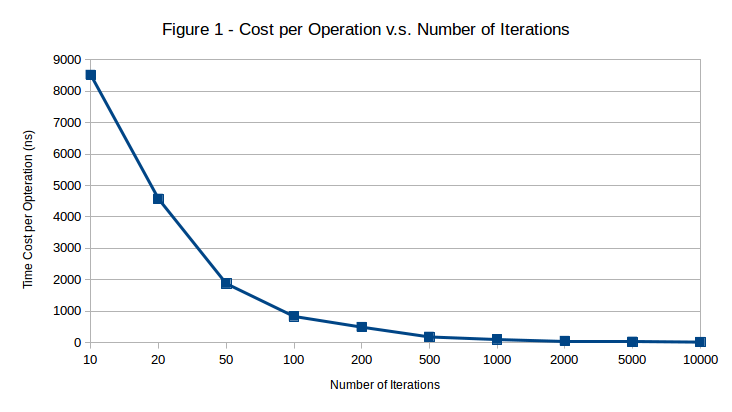 Figure 1 - Cost per Operation v.s. Number of Iterations
9000
8000
7000
6000
5000
4000
3000
2000
1000
0
Time Cost per Opteration (ns)
10 20 50 100 200 500 1000 2000 5000 10000
Number of Iterations